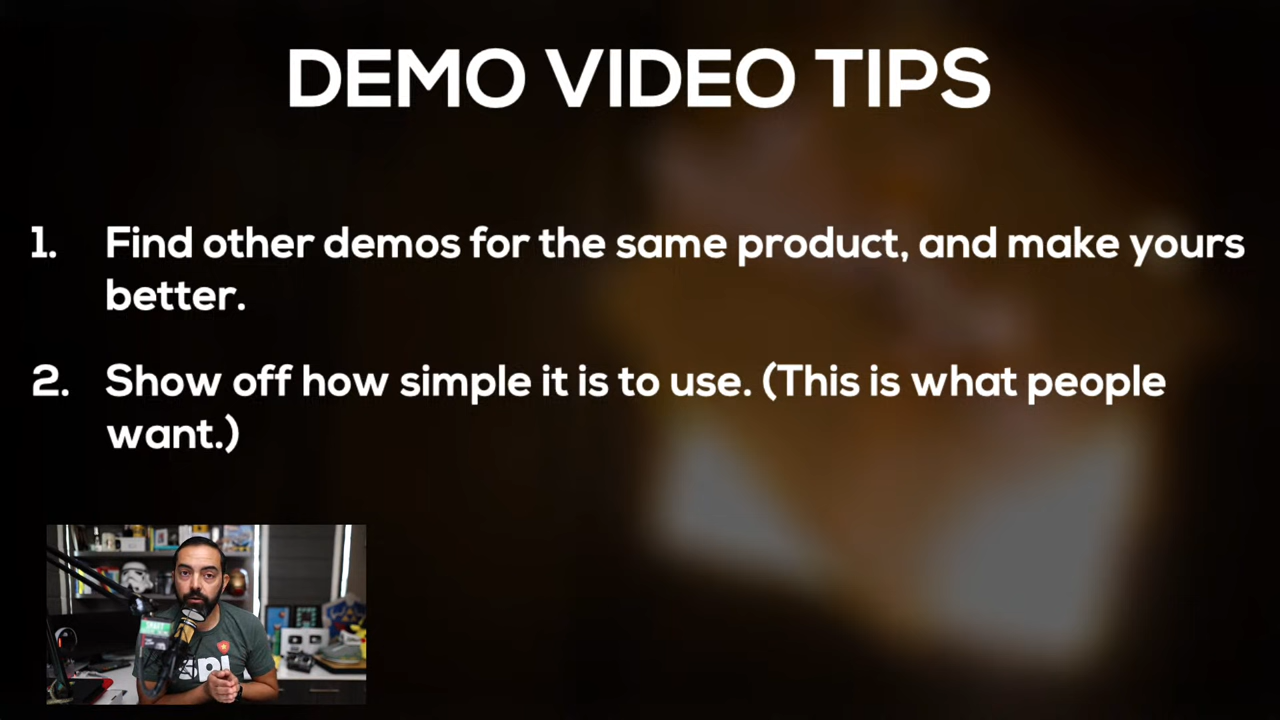 DEMO VIDEO TIPS
1. Find other demos for the same product, and make yours
better.
2. Show off how simple it is to use. (This is what people
want.)
SPI